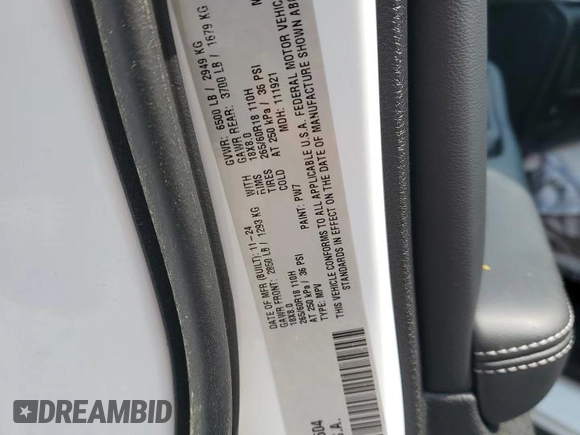 DATE OF MFR (BUILT): 11-24 GVWR: 6500 LB / 2949 KG
GAWR FRONT: 2850 LB / 1293 KG WITH GAWR REAR: 3700 LB / 1679 KG
18X8.0 RIMS 18X8.0
265/60R18 110H TIRES 265/60R18 110H
AT 250 kPa / 36 PSI COLD AT 250 kPa / 36 PSI
TYPE: MPV PAINT: PW7 MDH: 111921
THIS VEHICLE CONFORMS TO ALL APPLICABLE U.S.A. FEDERAL MOTOR VEHIC
STANDARDS IN EFFECT ON THE DATE OF MANUFACTURE SHOWN AB
504
S.A.
DREAMBID